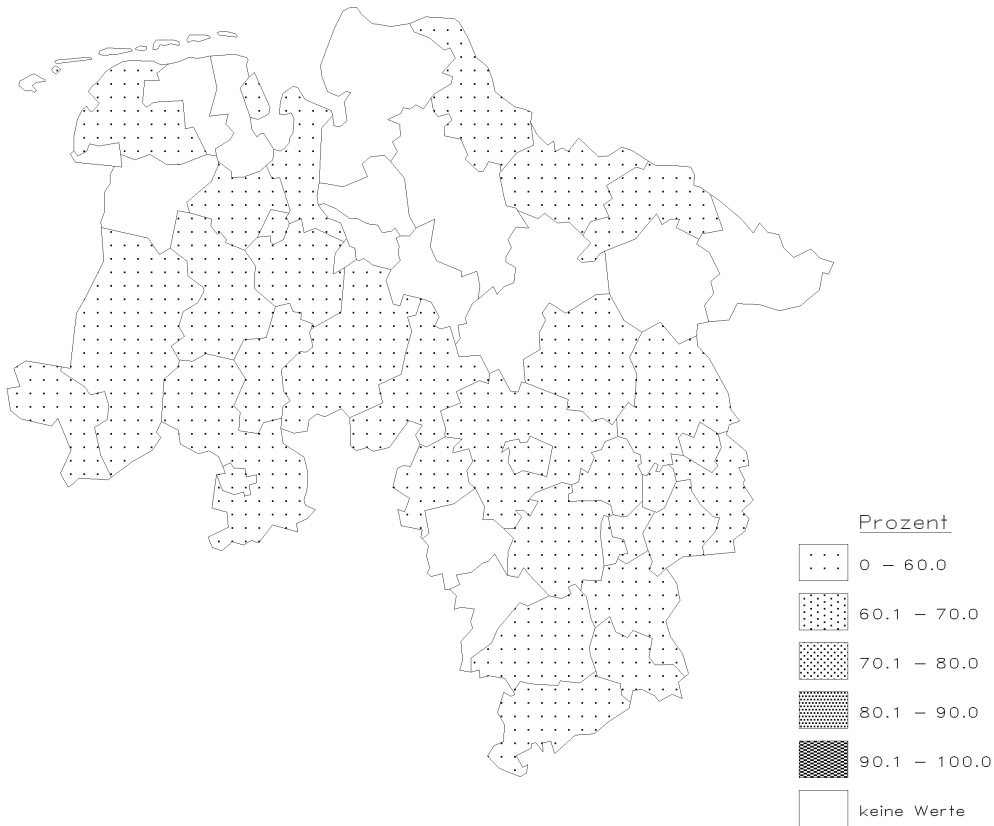 Prozent
0 – 60.0
60.1 – 70.0
70.1 – 80.0
80.1 – 90.0
90.1 – 100.0
keine Werte